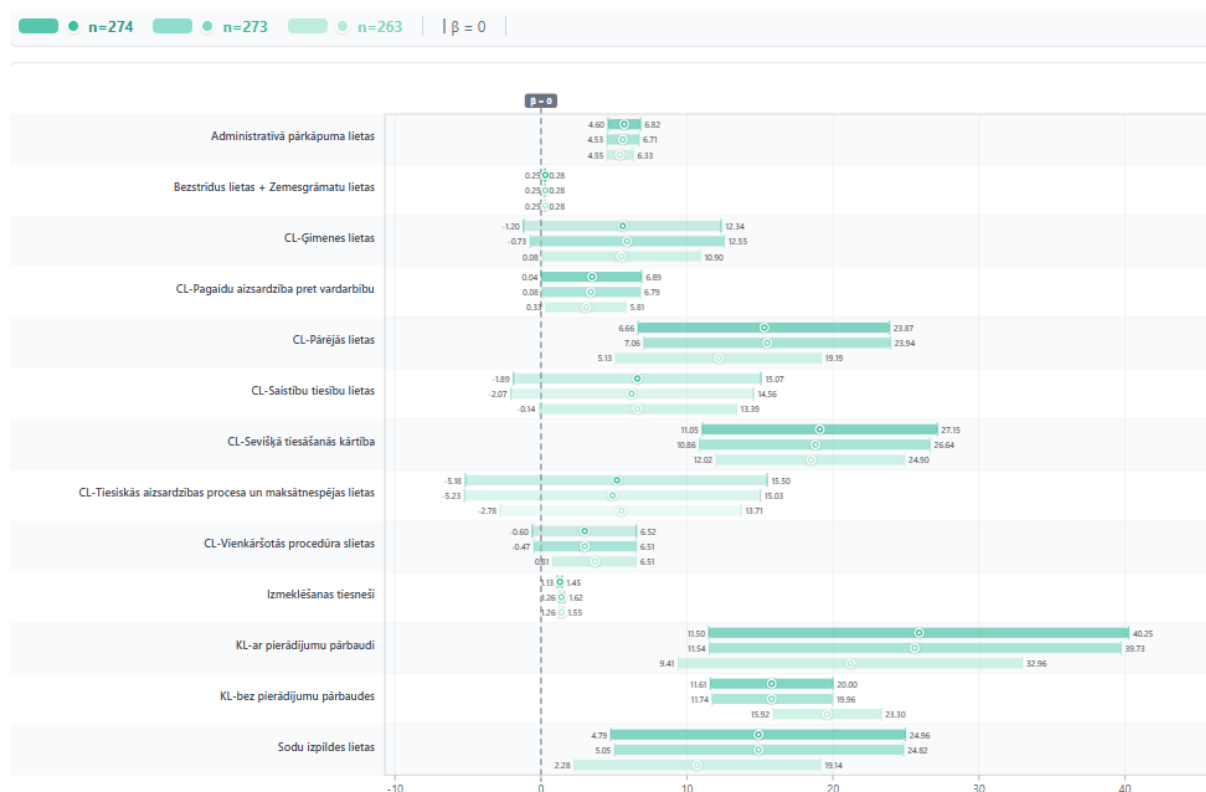 n=274 n=273 n=263 β = 0
β = 0
Administratīvā pārkāpuma lietas
4.60 6.82
4.53 6.71
4.55 6.33
Bezstrīdus lietas + Zemesgrāmatu lietas
0.25 0.28
0.25 0.28
0.25 0.28
CL-Ģimenes lietas
-1.20 12.34
-0.73 12.55
0.08 10.90
CL-Pagaidu aizsardzība pret vardarbību
0.04 6.89
0.08 6.79
0.33 5.81
CL-Pārējās lietas
6.66 23.87
7.06 23.94
5.13 19.19
CL-Saistību tiesību lietas
-1.89 15.07
-2.07 14.56
-0.14 13.39
CL-Sevišķā tiesāšanās kārtība
11.05 27.15
10.86 26.64
12.02 24.90
CL-Tiesiskās aizsardzības procesa un maksātnespējas lietas
-5.18 15.50
-5.23 15.03
-2.78 13.71
CL-Vienkāršotās procedūra slietas
-0.60 6.52
-0.47 6.51
0.81 6.51
Izmeklēšanas tiesneši
1.13 1.45
1.26 1.62
1.26 1.55
KL-ar pierādījumu pārbaudi
11.50 40.25
11.54 39.73
9.41 32.96
KL-bez pierādījumu pārbaudes
11.61 20.00
11.74 19.96
15.92 23.30
Sodu izpildes lietas
4.79 24.96
5.05 24.82
2.28 19.14
-10 0 10 20 30 40